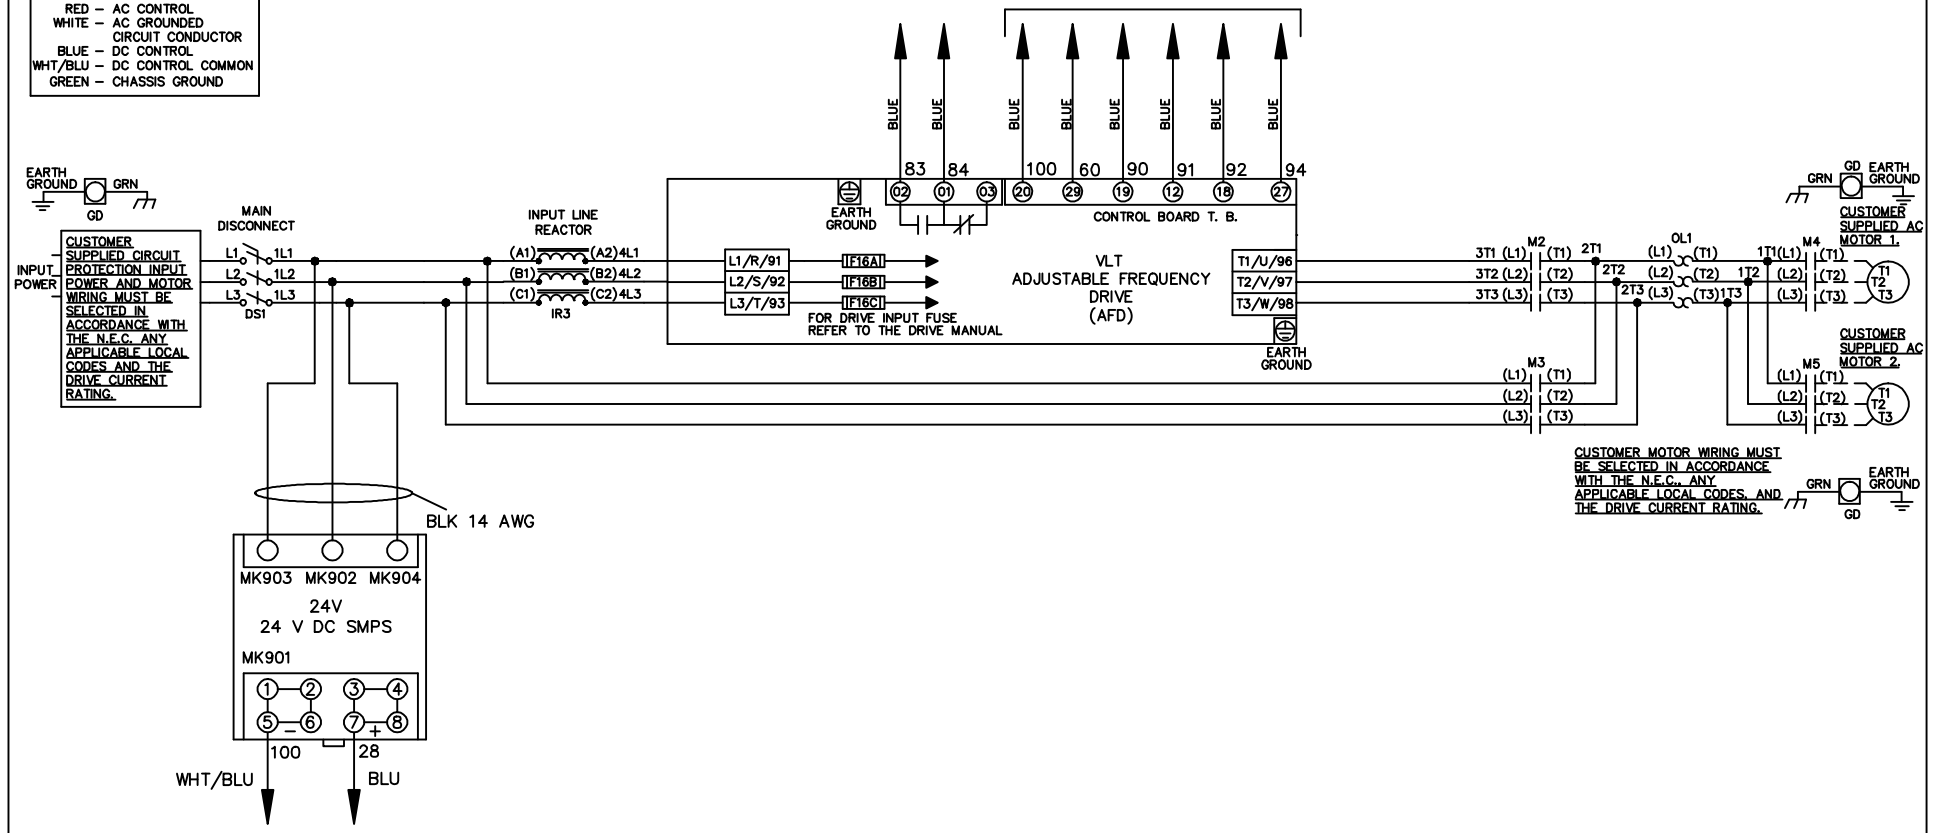 RED – AC CONTROL
WHITE – AC GROUNDED
CIRCUIT CONDUCTOR
BLUE – DC CONTROL
WHT/BLU – DC CONTROL COMMON
GREEN – CHASSIS GROUND
BLUE BLUE BLUE BLUE BLUE BLUE BLUE BLUE
83 84 100 60 90 91 92 94
02 01 03 20 29 19 12 18 27
EARTH
GROUND
GRN
GD
EARTH
GROUND
CONTROL BOARD T. B.
GRN
GD
EARTH
GROUND
INPUT
POWER
CUSTOMER
SUPPLIED CIRCUIT
PROTECTION INPUT
POWER AND MOTOR
WIRING MUST BE
SELECTED IN
ACCORDANCE WITH
THE N.E.C. ANY
APPLICABLE LOCAL
CODES AND THE
DRIVE CURRENT
RATING.
MAIN
DISCONNECT
L1 1L1
L2 1L2
L3 1L3
DS1
INPUT LINE
REACTOR
(A1) (A2) 4L1
(B1) (B2) 4L2
(C1) (C2) 4L3
IR3
L1/R/91
L2/S/92
L3/T/93
F16A
F16B
F16C
FOR DRIVE INPUT FUSE
REFER TO THE DRIVE MANUAL
VLT
ADJUSTABLE FREQUENCY
DRIVE
(AFD)
T1/U/96
T2/V/97
T3/W/98
EARTH
GROUND
M2
3T1 (L1) (T1) 2T1
3T2 (L2) (T2) 2T2
3T3 (L3) (T3) 2T3
OL1
(L1) (T1) 1T1
(L2) (T2) 1T2
(L3) (T3) 1T3
CUSTOMER
SUPPLIED AC
MOTOR 1.
M4
(L1) (T1)
(L2) (T2)
(L3) (T3)
T1
T2
T3
M3
(L1) (T1)
(L2) (T2)
(L3) (T3)
CUSTOMER
SUPPLIED AC
MOTOR 2.
M5
(L1) (T1)
(L2) (T2)
(L3) (T3)
T1
T2
T3
CUSTOMER MOTOR WIRING MUST
BE SELECTED IN ACCORDANCE
WITH THE N.E.C., ANY
APPLICABLE LOCAL CODES, AND
THE DRIVE CURRENT RATING.
GRN
GD
EARTH
GROUND
BLK 14 AWG
MK903 MK902 MK904
24V
24 V DC SMPS
MK901
1 2 3 4
5 6 7 8
– +
100 28
WHT/BLU BLU